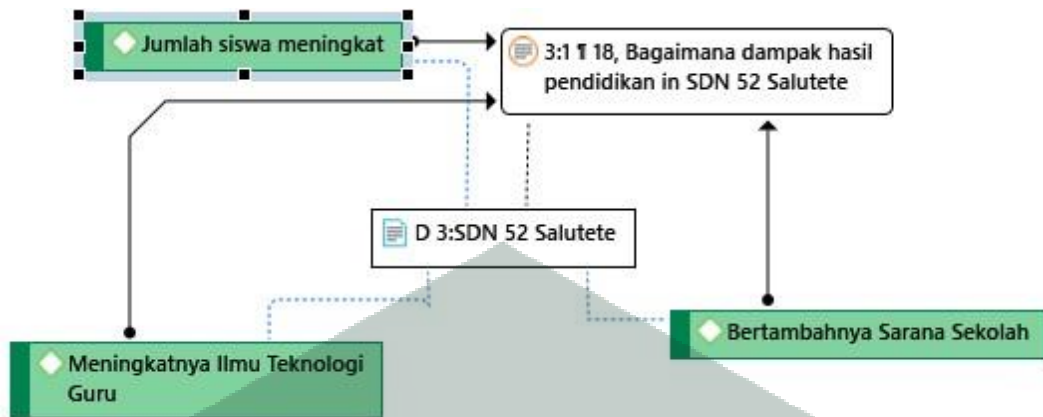 Jumlah siswa meningkat
3:1 ¶ 18, Bagaimana dampak hasil
pendidikan in SDN 52 Salutete
D 3:SDN 52 Salutete
Bertambahnya Sarana Sekolah
Meningkatnya Ilmu Teknologi
Guru